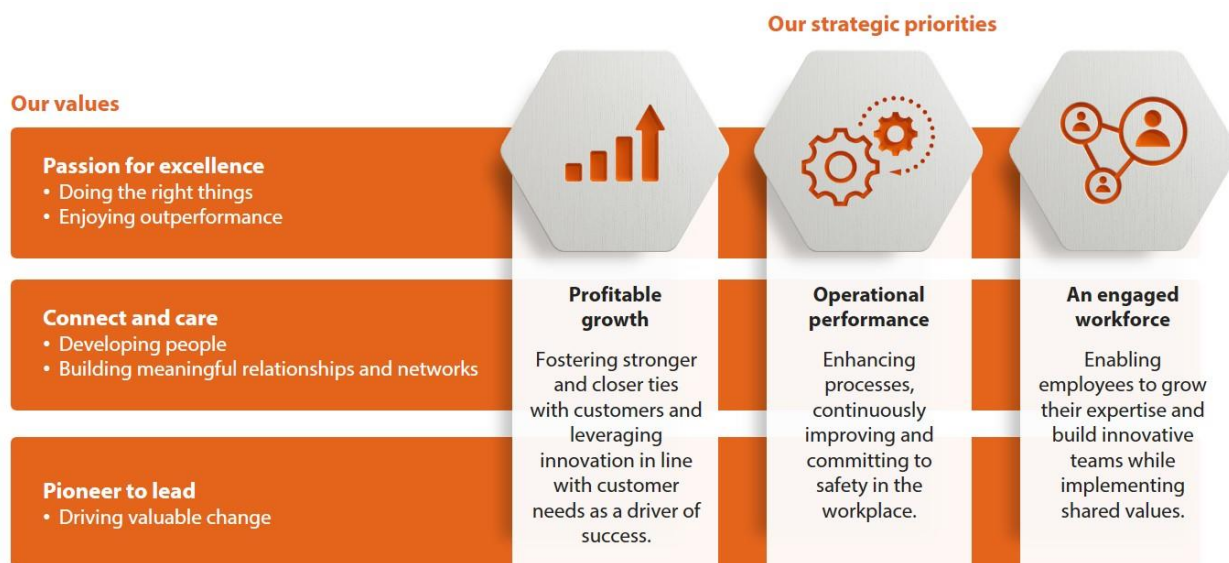 Our strategic priorities
Our values
Passion for excellence
• Doing the right things
• Enjoying outperformance
Connect and care
• Developing people
• Building meaningful relationships and networks
Pioneer to lead
• Driving valuable change
Profitable
growth
Fostering stronger
and closer ties
with customers and
leveraging
innovation in line
with customer
needs as a driver of
success.
Operational
performance
Enhancing
processes,
continuously
improving and
committing to
safety in the
workplace.
An engaged
workforce
Enabling
employees to grow
their expertise and
build innovative
teams while
implementing
shared values.